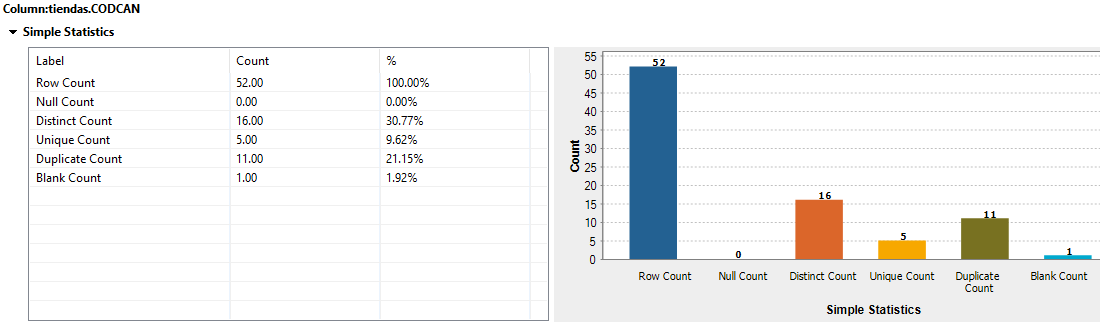 Column:tiendas.CODCAN
Simple Statistics
Label Count %
Row Count 52.00 100.00%
Null Count 0.00 0.00%
Distinct Count 16.00 30.77%
Unique Count 5.00 9.62%
Duplicate Count 11.00 21.15%
Blank Count 1.00 1.92%
Count
55
50
45
40
35
30
25
20
15
10
5
0
52
0
16
5
11
1
Row Count
Null Count
Distinct Count
Unique Count
Duplicate
Count
Blank Count
Simple Statistics